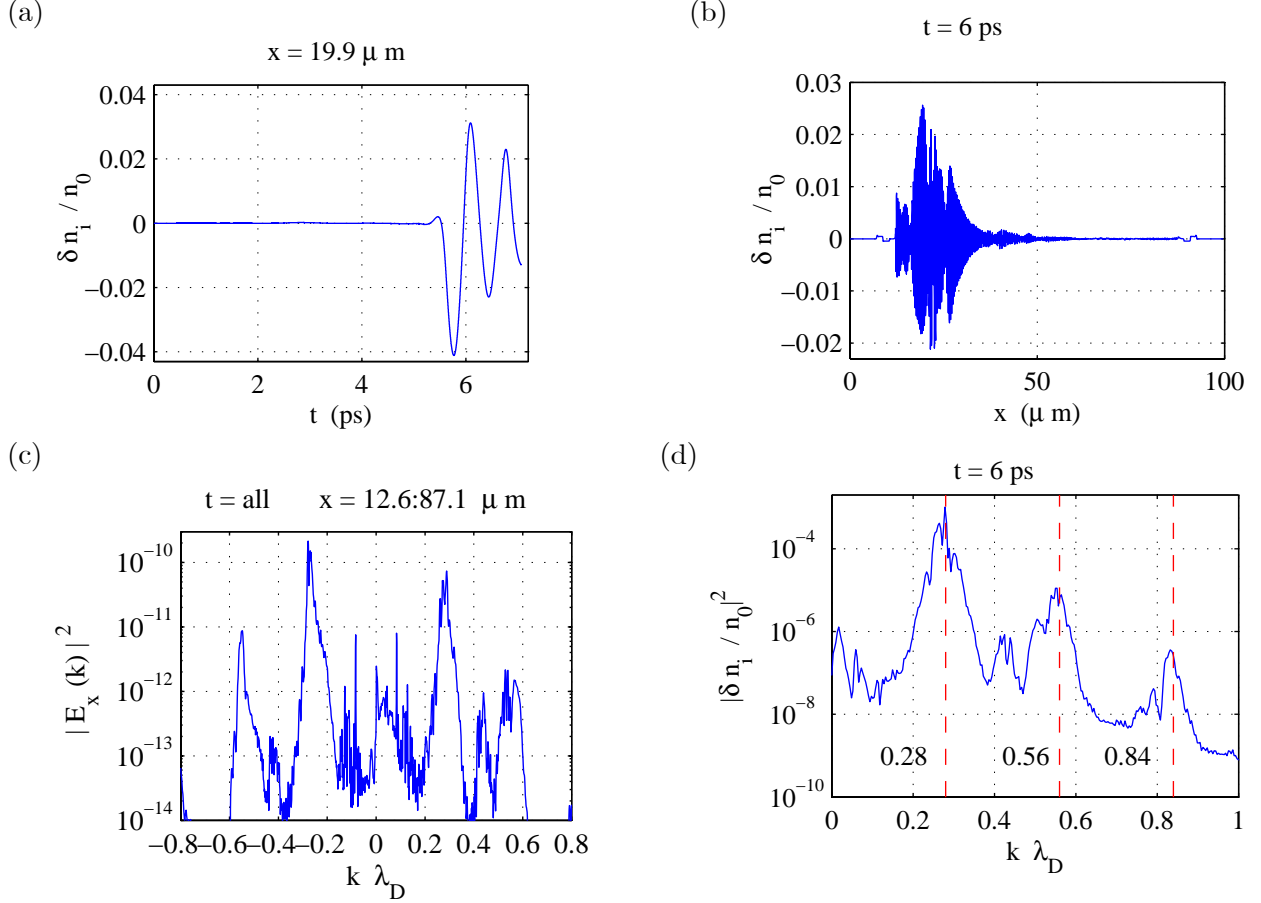 (a)
x = 19.9 μ m
0.04
0.02
0
−0.02
−0.04
δ n_i / n_0
0 2 4 6
t (ps)
(b)
t = 6 ps
0.03
0.02
0.01
0
−0.01
−0.02
δ n_i / n_0
0 50 100
x (μ m)
(c)
t = all x = 12.6:87.1 μ m
10^−10
10^−11
10^−12
10^−13
10^−14
| E_x (k) |^2
−0.8 −0.6 −0.4 −0.2 0 0.2 0.4 0.6 0.8
k λ_D
(d)
t = 6 ps
10^−4
10^−6
10^−8
10^−10
|δ n_i / n_0|^2
0.28 0.56 0.84
0 0.2 0.4 0.6 0.8 1
k λ_D